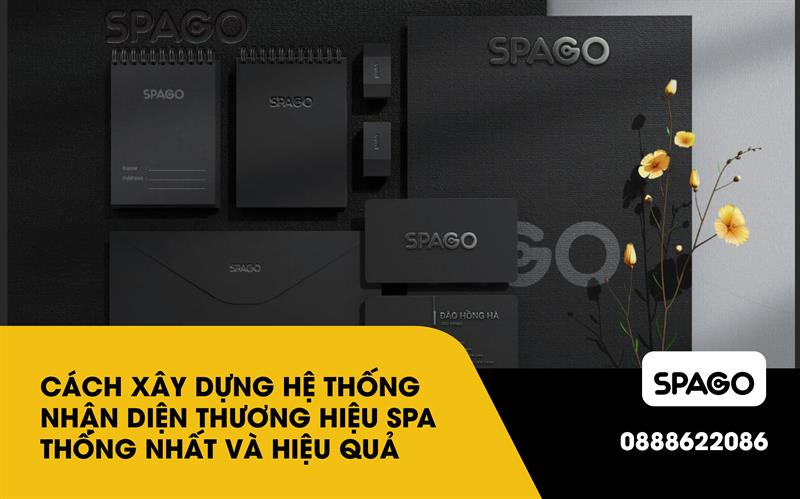 SPAGO
SPAGO
SPAGO
SPAGO
Name
Address
SPAGO
SPAGO
GO
ĐÀO HỒNG HÀ
CÁCH XÂY DỰNG HỆ THỐNG
NHẬN DIỆN THƯƠNG HIỆU SPA
THỐNG NHẤT VÀ HIỆU QUẢ
SPAGO
0888622086